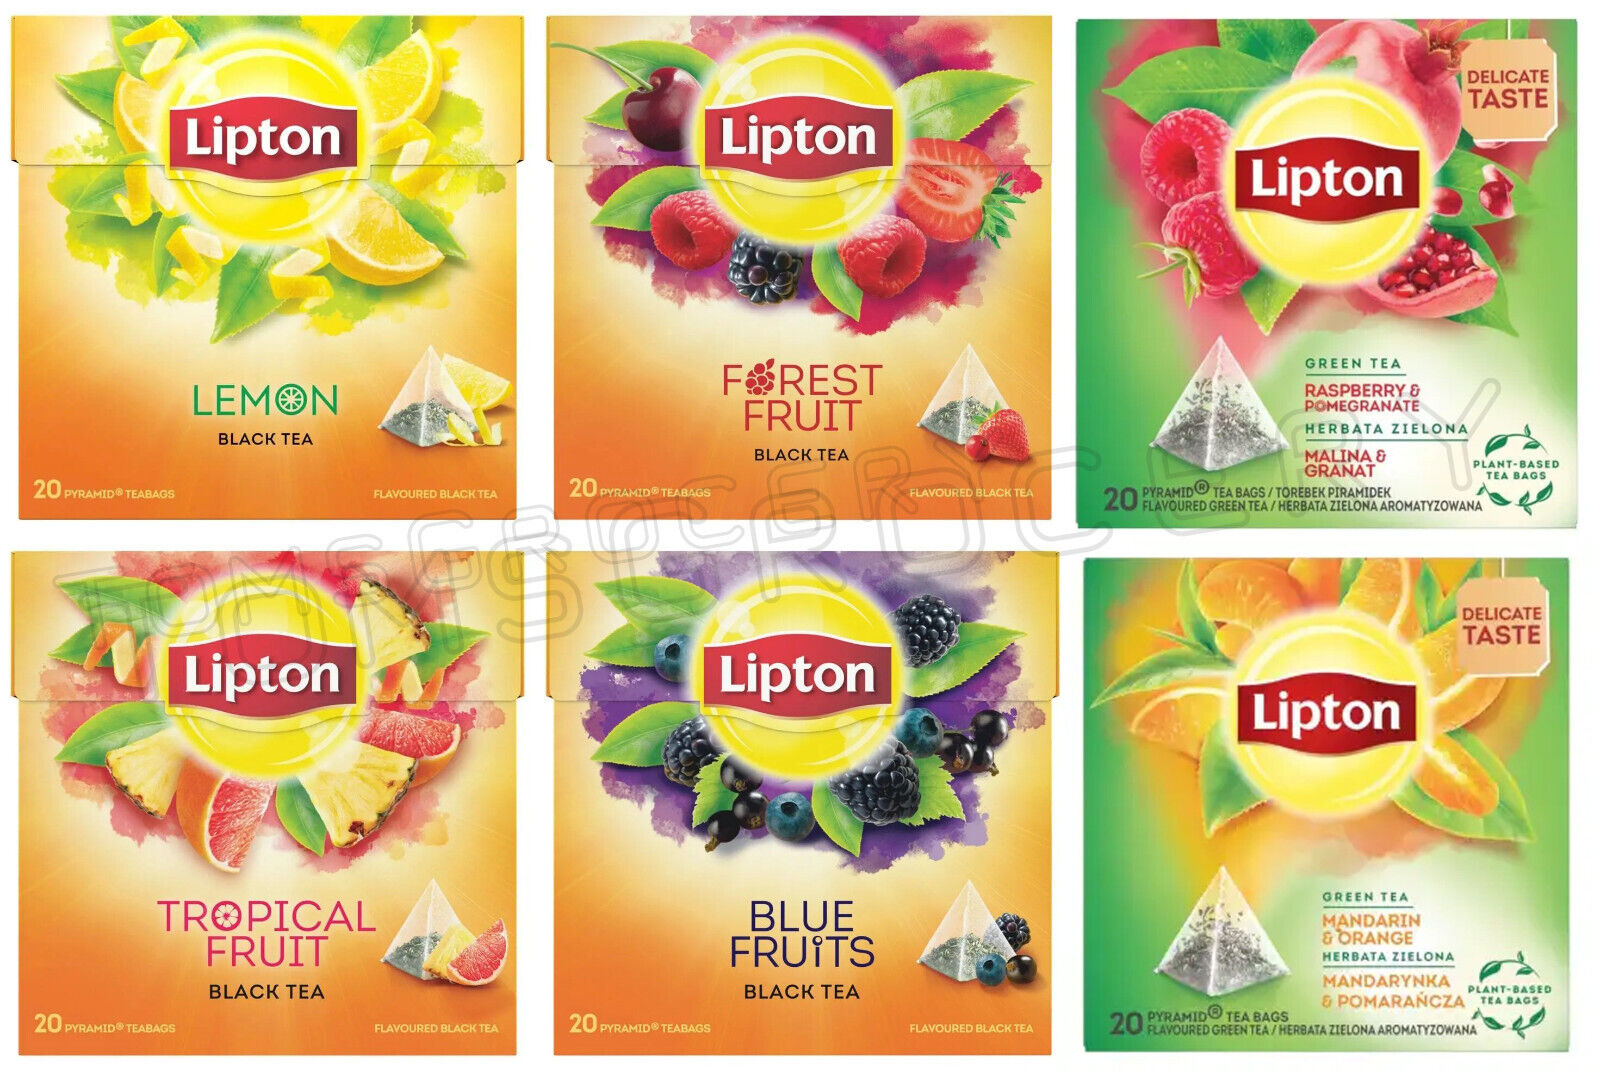 Lipton
LEMON
BLACK TEA
20 PYRAMID® TEABAGS
FLAVOURED BLACK TEA
Lipton
FOREST
FRUIT
BLACK TEA
20 PYRAMID® TEABAGS
FLAVOURED BLACK TEA
DELICATE
TASTE
Lipton
GREEN TEA
RASPBERRY &
POMEGRANATE
HERBATA ZIELONA
MALINA &
GRANAT
PLANT-BASED
TEA BAGS
20 PYRAMID® TEA BAGS / TOREBEK PIRAMIDEK
FLAVOURED GREEN TEA / HERBATA ZIELONA AROMATYZOWANA
Lipton
TROPICAL
FRUIT
BLACK TEA
20 PYRAMID® TEABAGS
FLAVOURED BLACK TEA
Lipton
BLUE
FRUITS
BLACK TEA
20 PYRAMID® TEABAGS
FLAVOURED BLACK TEA
DELICATE
TASTE
Lipton
GREEN TEA
MANDARIN
& ORANGE
HERBATA ZIELONA
MANDARYNKA
& POMARAŃCZA
PLANT-BASED
TEA BAGS
20 PYRAMID® TEA BAGS
FLAVOURED GREEN TEA / HERBATA ZIELONA AROMATYZOWANA